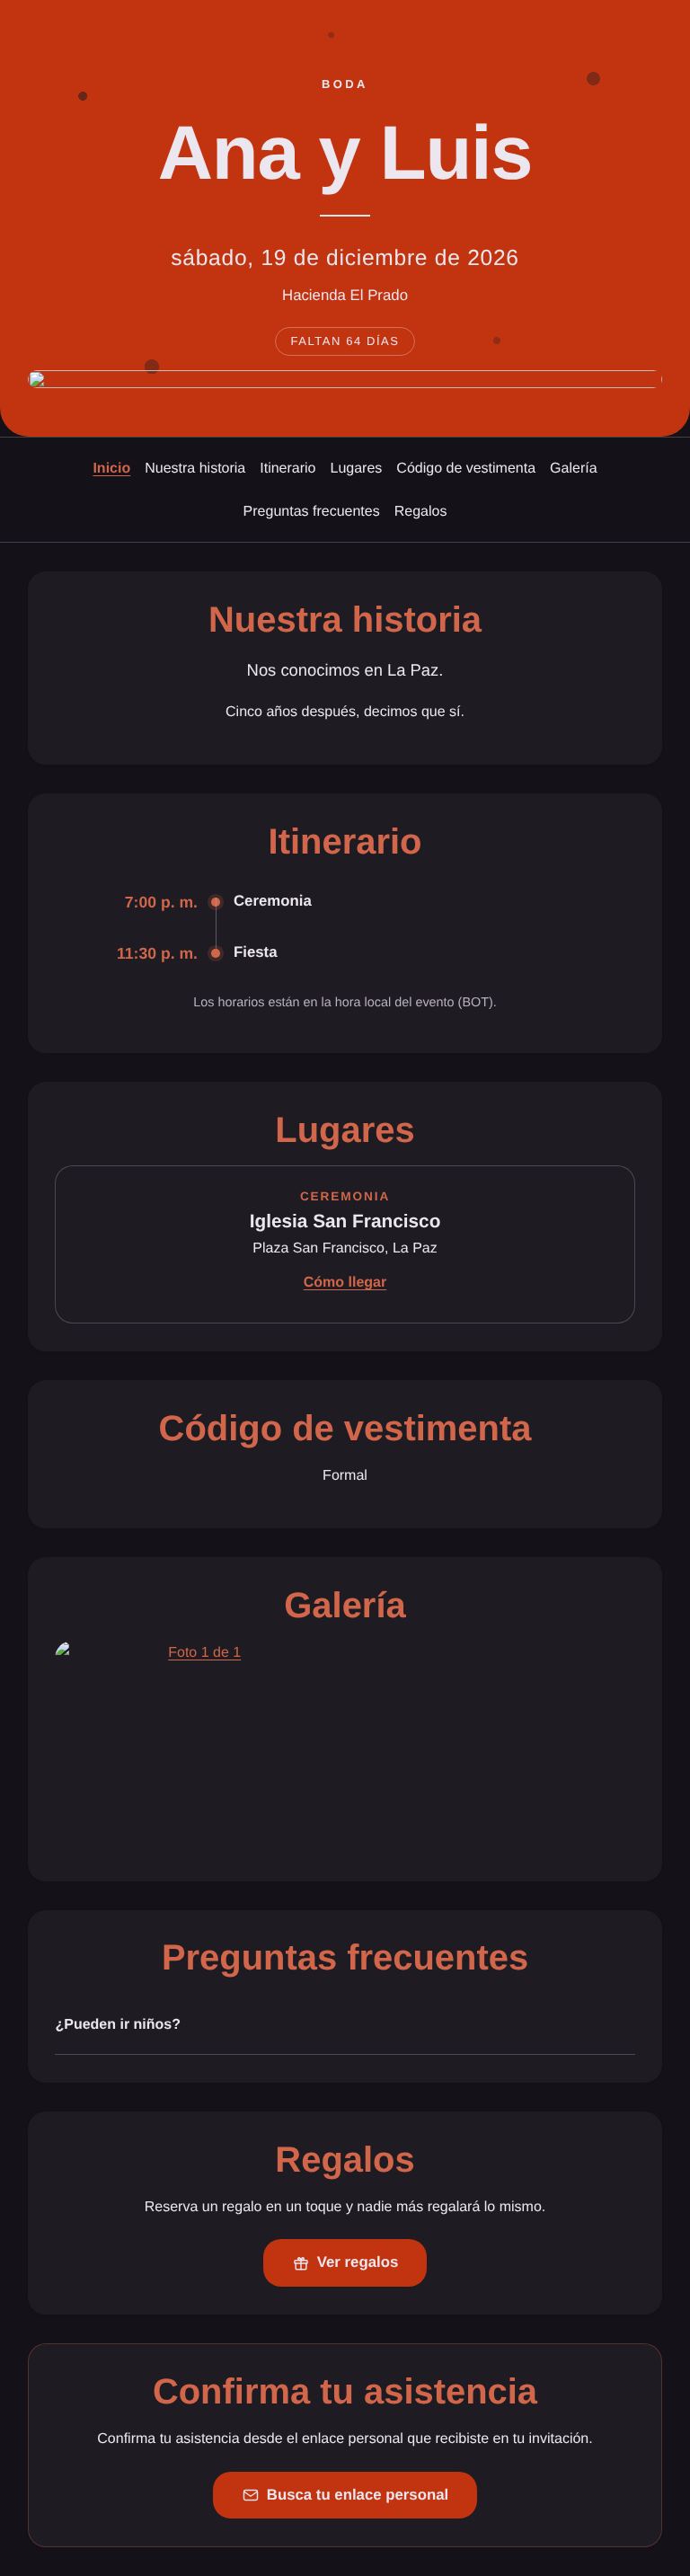 BODA
Ana y Luis
sábado, 19 de diciembre de 2026
Hacienda El Prado
FALTAN 64 DÍAS
Inicio Nuestra historia Itinerario Lugares Código de vestimenta Galería
Preguntas frecuentes Regalos
Nuestra historia
Nos conocimos en La Paz.
Cinco años después, decimos que sí.
Itinerario
7:00 p. m. Ceremonia
11:30 p. m. Fiesta
Los horarios están en la hora local del evento (BOT).
Lugares
CEREMONIA
Iglesia San Francisco
Plaza San Francisco, La Paz
Cómo llegar
Código de vestimenta
Formal
Galería
Foto 1 de 1
Preguntas frecuentes
¿Pueden ir niños?
Regalos
Reserva un regalo en un toque y nadie más regalará lo mismo.
Ver regalos
Confirma tu asistencia
Confirma tu asistencia desde el enlace personal que recibiste en tu invitación.
Busca tu enlace personal